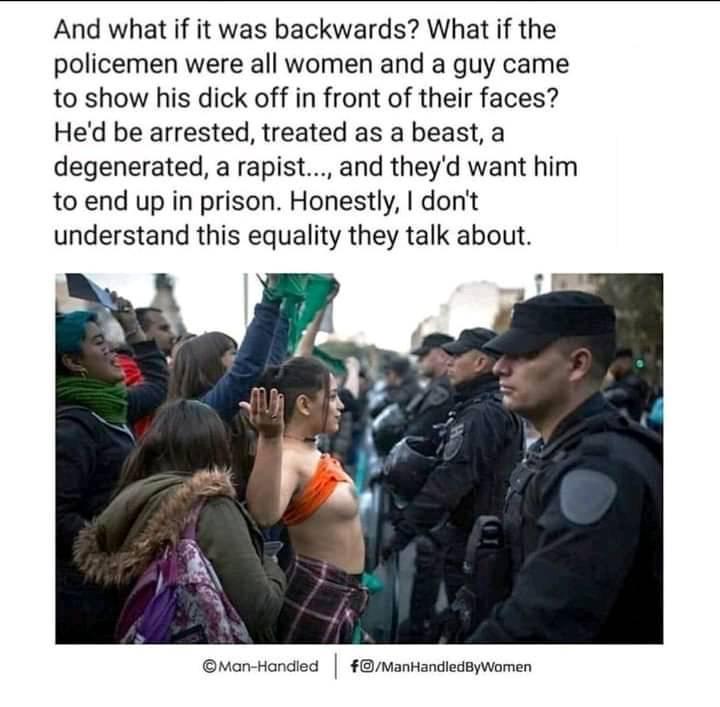 And what if it was backwards? What if the
policemen were all women and a guy came
to show his dick off in front of their faces?
He'd be arrested, treated as a beast, a
degenerated, a rapist..., and they'd want him
to end up in prison. Honestly, I don't
understand this equality they talk about.
©Man-Handled | f/ManHandledByWomen